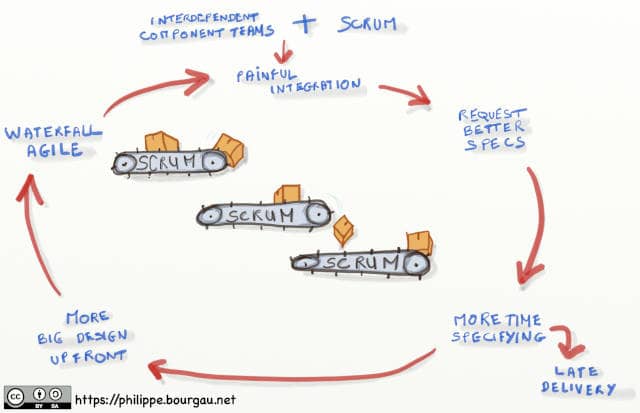 INTERDEPENDENT
COMPONENT TEAMS + SCRUM
PAINFUL
INTEGRATION
REQUEST
BETTER
SPECS
WATERFALL
AGILE
SCRUM
SCRUM
SCRUM
MORE
BIG DESIGN
UPFRONT
MORE TIME
SPECIFYING
LATE
DELIVERY
CC BY SA
https://philippe.bourgau.net